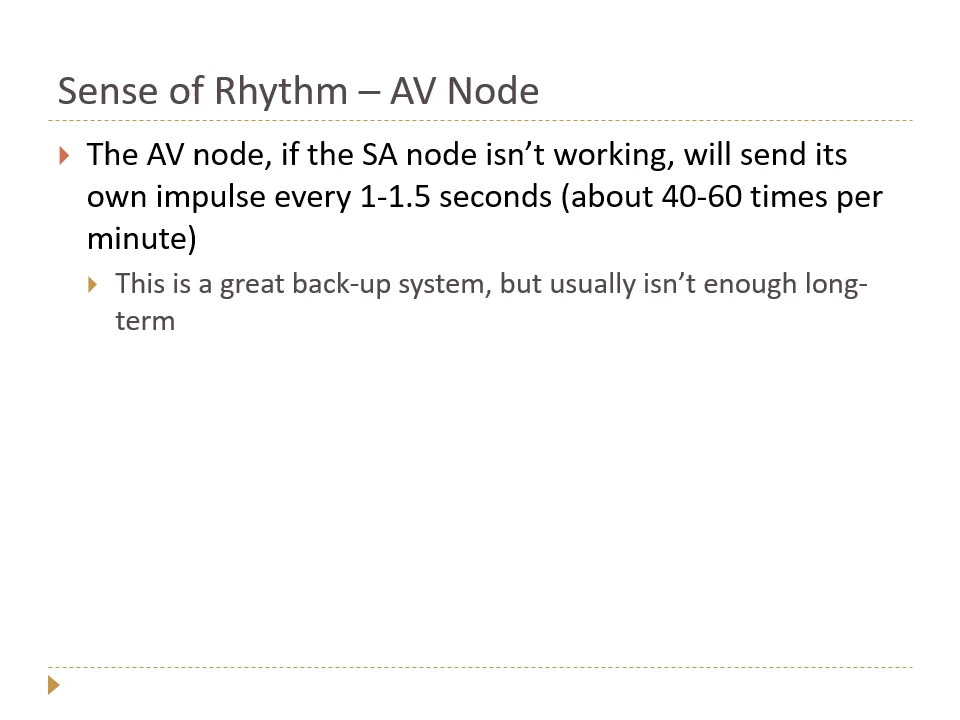 Sense of Rhythm – AV Node
The AV node, if the SA node isn’t working, will send its
own impulse every 1-1.5 seconds (about 40-60 times per
minute)
This is a great back-up system, but usually isn’t enough long-
term